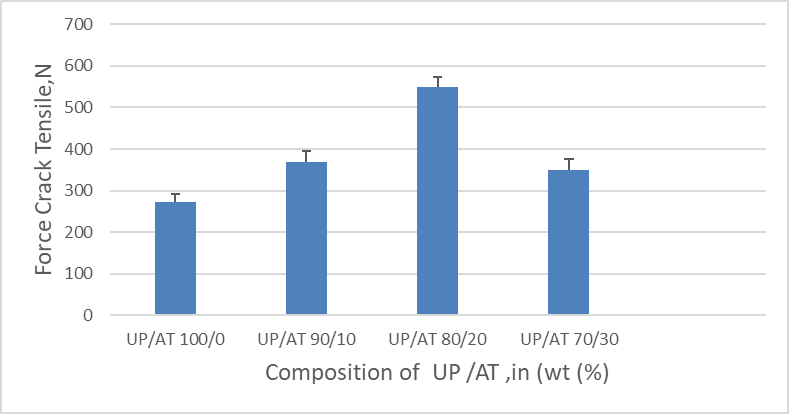 700
600
500
400
300
200
100
0
Force Crack Tensile,N
UP/AT 100/0
UP/AT 90/10
UP/AT 80/20
UP/AT 70/30
Composition of UP /AT ,in (wt (%)